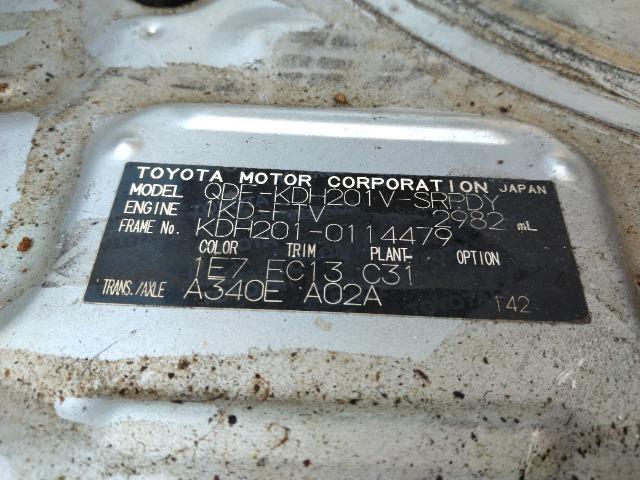 TOYOTA MOTOR CORPORATION JAPAN
MODEL QDF-KDH201V-SRPDY
ENGINE 1KD-FTV 2982 mL
FRAME No. KDH201-0114479
COLOR TRIM PLANT OPTION
1E7 EC13 C31
TRANS./AXLE A340E A02A
T42